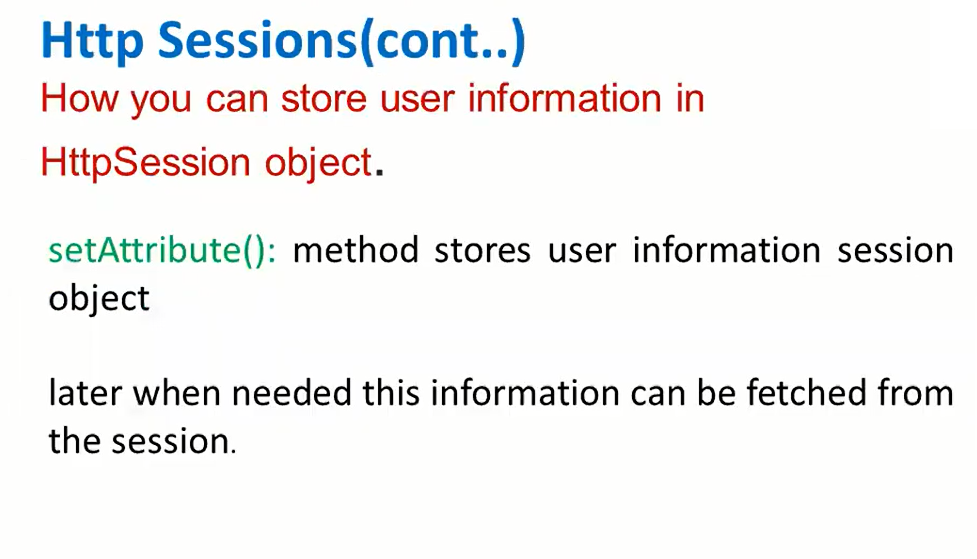 Http Sessions(cont..)
How you can store user information in
HttpSession object.
setAttribute(): method stores user information session
object
later when needed this information can be fetched from
the session.